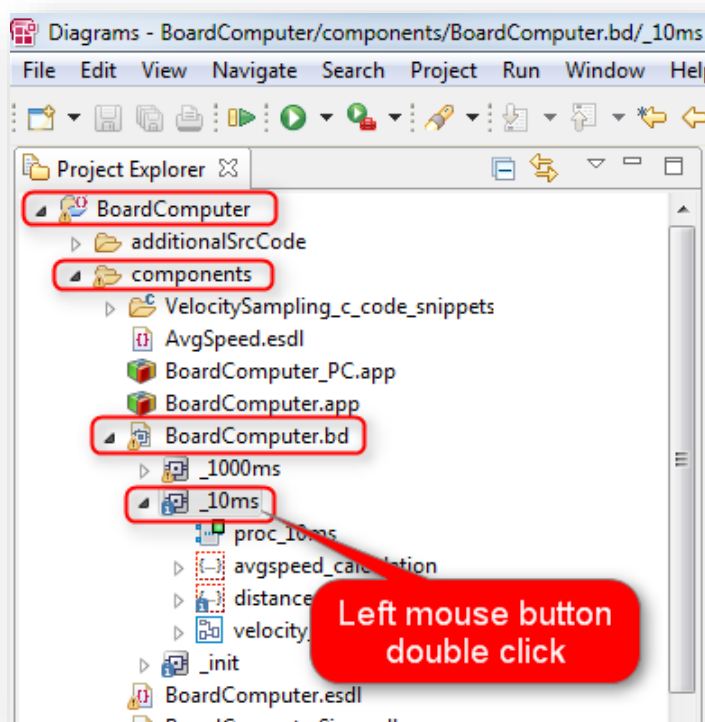 Diagrams - BoardComputer/components/BoardComputer.bd/_10ms
File Edit View Navigate Search Project Run Window Help
Project Explorer
BoardComputer
additionalSrcCode
components
VelocitySampling_c_code_snippets
AvgSpeed.esdl
BoardComputer_PC.app
BoardComputer.app
BoardComputer.bd
_1000ms
_10ms
proc_10ms
avgspeed_calculation
distance
velocity_
_init
BoardComputer.esdl
Left mouse button
double click